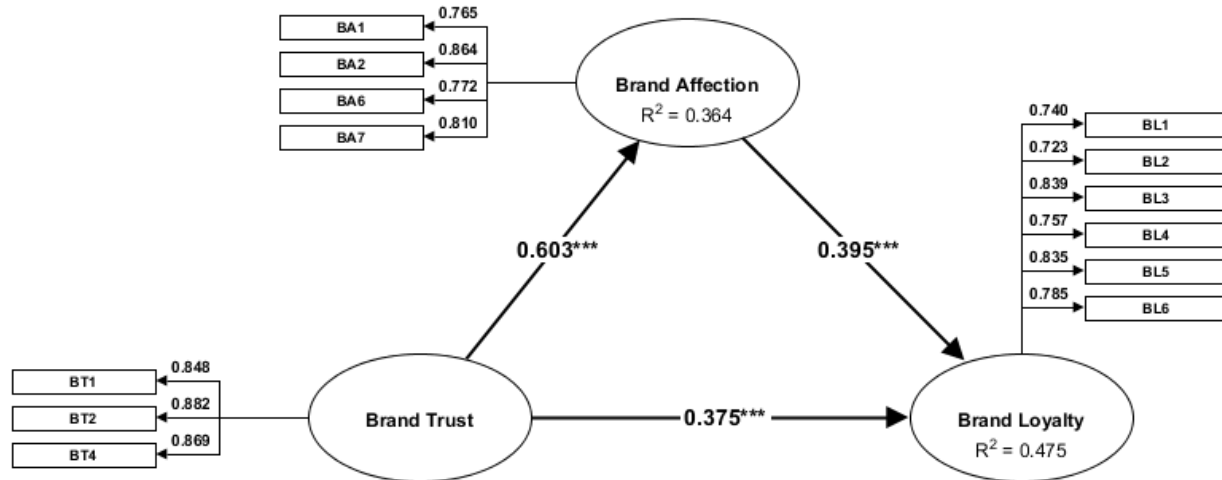 BA1
0.765
BA2
0.864
BA6
0.772
BA7
0.810
Brand Affection
R² = 0.364
0.740
BL1
0.723
BL2
0.839
BL3
0.757
BL4
0.835
BL5
0.785
BL6
0.603***
0.395***
BT1
0.848
BT2
0.882
BT4
0.869
Brand Trust
0.375***
Brand Loyalty
R² = 0.475